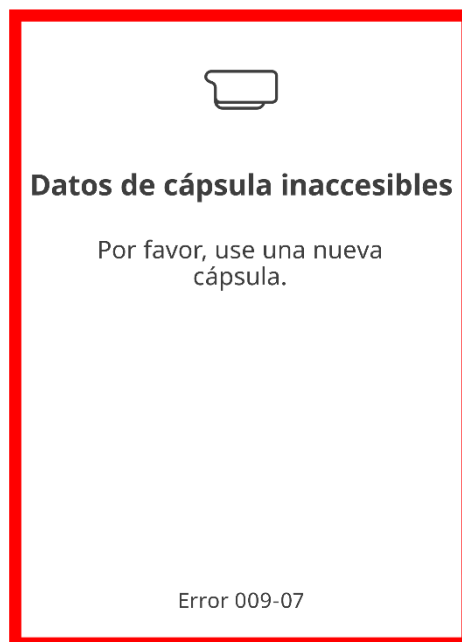 Datos de cápsula inaccesibles
Por favor, use una nueva
cápsula.
Error 009-07